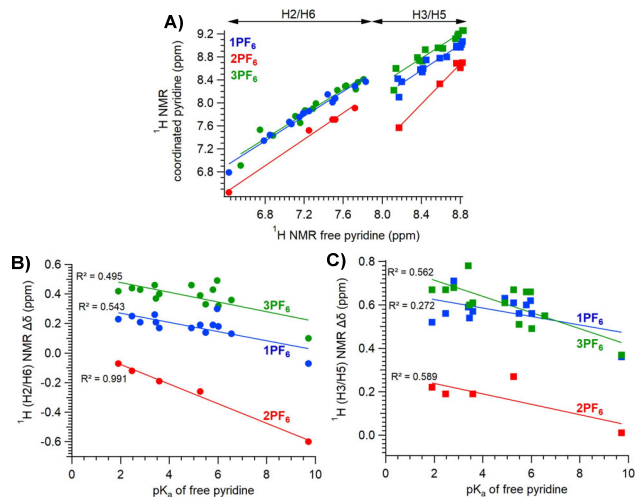 A)
H2/H6 H3/H5
1PF6
2PF6
3PF6
9.2
8.8
8.4
8.0
7.6
7.2
6.8
6.4
¹H NMR
coordinated pyridine (ppm)
6.8 7.2 7.6 8.0 8.4 8.8
¹H NMR free pyridine (ppm)
B)
0.6
0.4
0.2
0.0
-0.2
-0.4
-0.6
¹H (H2/H6) NMR Δδ (ppm)
R² = 0.495
R² = 0.543
R² = 0.991
3PF₆
1PF₆
2PF₆
0 2 4 6 8 10
pKₐ of free pyridine
C)
0.8
0.6
0.4
0.2
0.0
¹H (H3/H5) NMR Δδ (ppm)
R² = 0.562
R² = 0.272
R² = 0.589
1PF₆
3PF₆
2PF₆
0 2 4 6 8 10
pKₐ of free pyridine